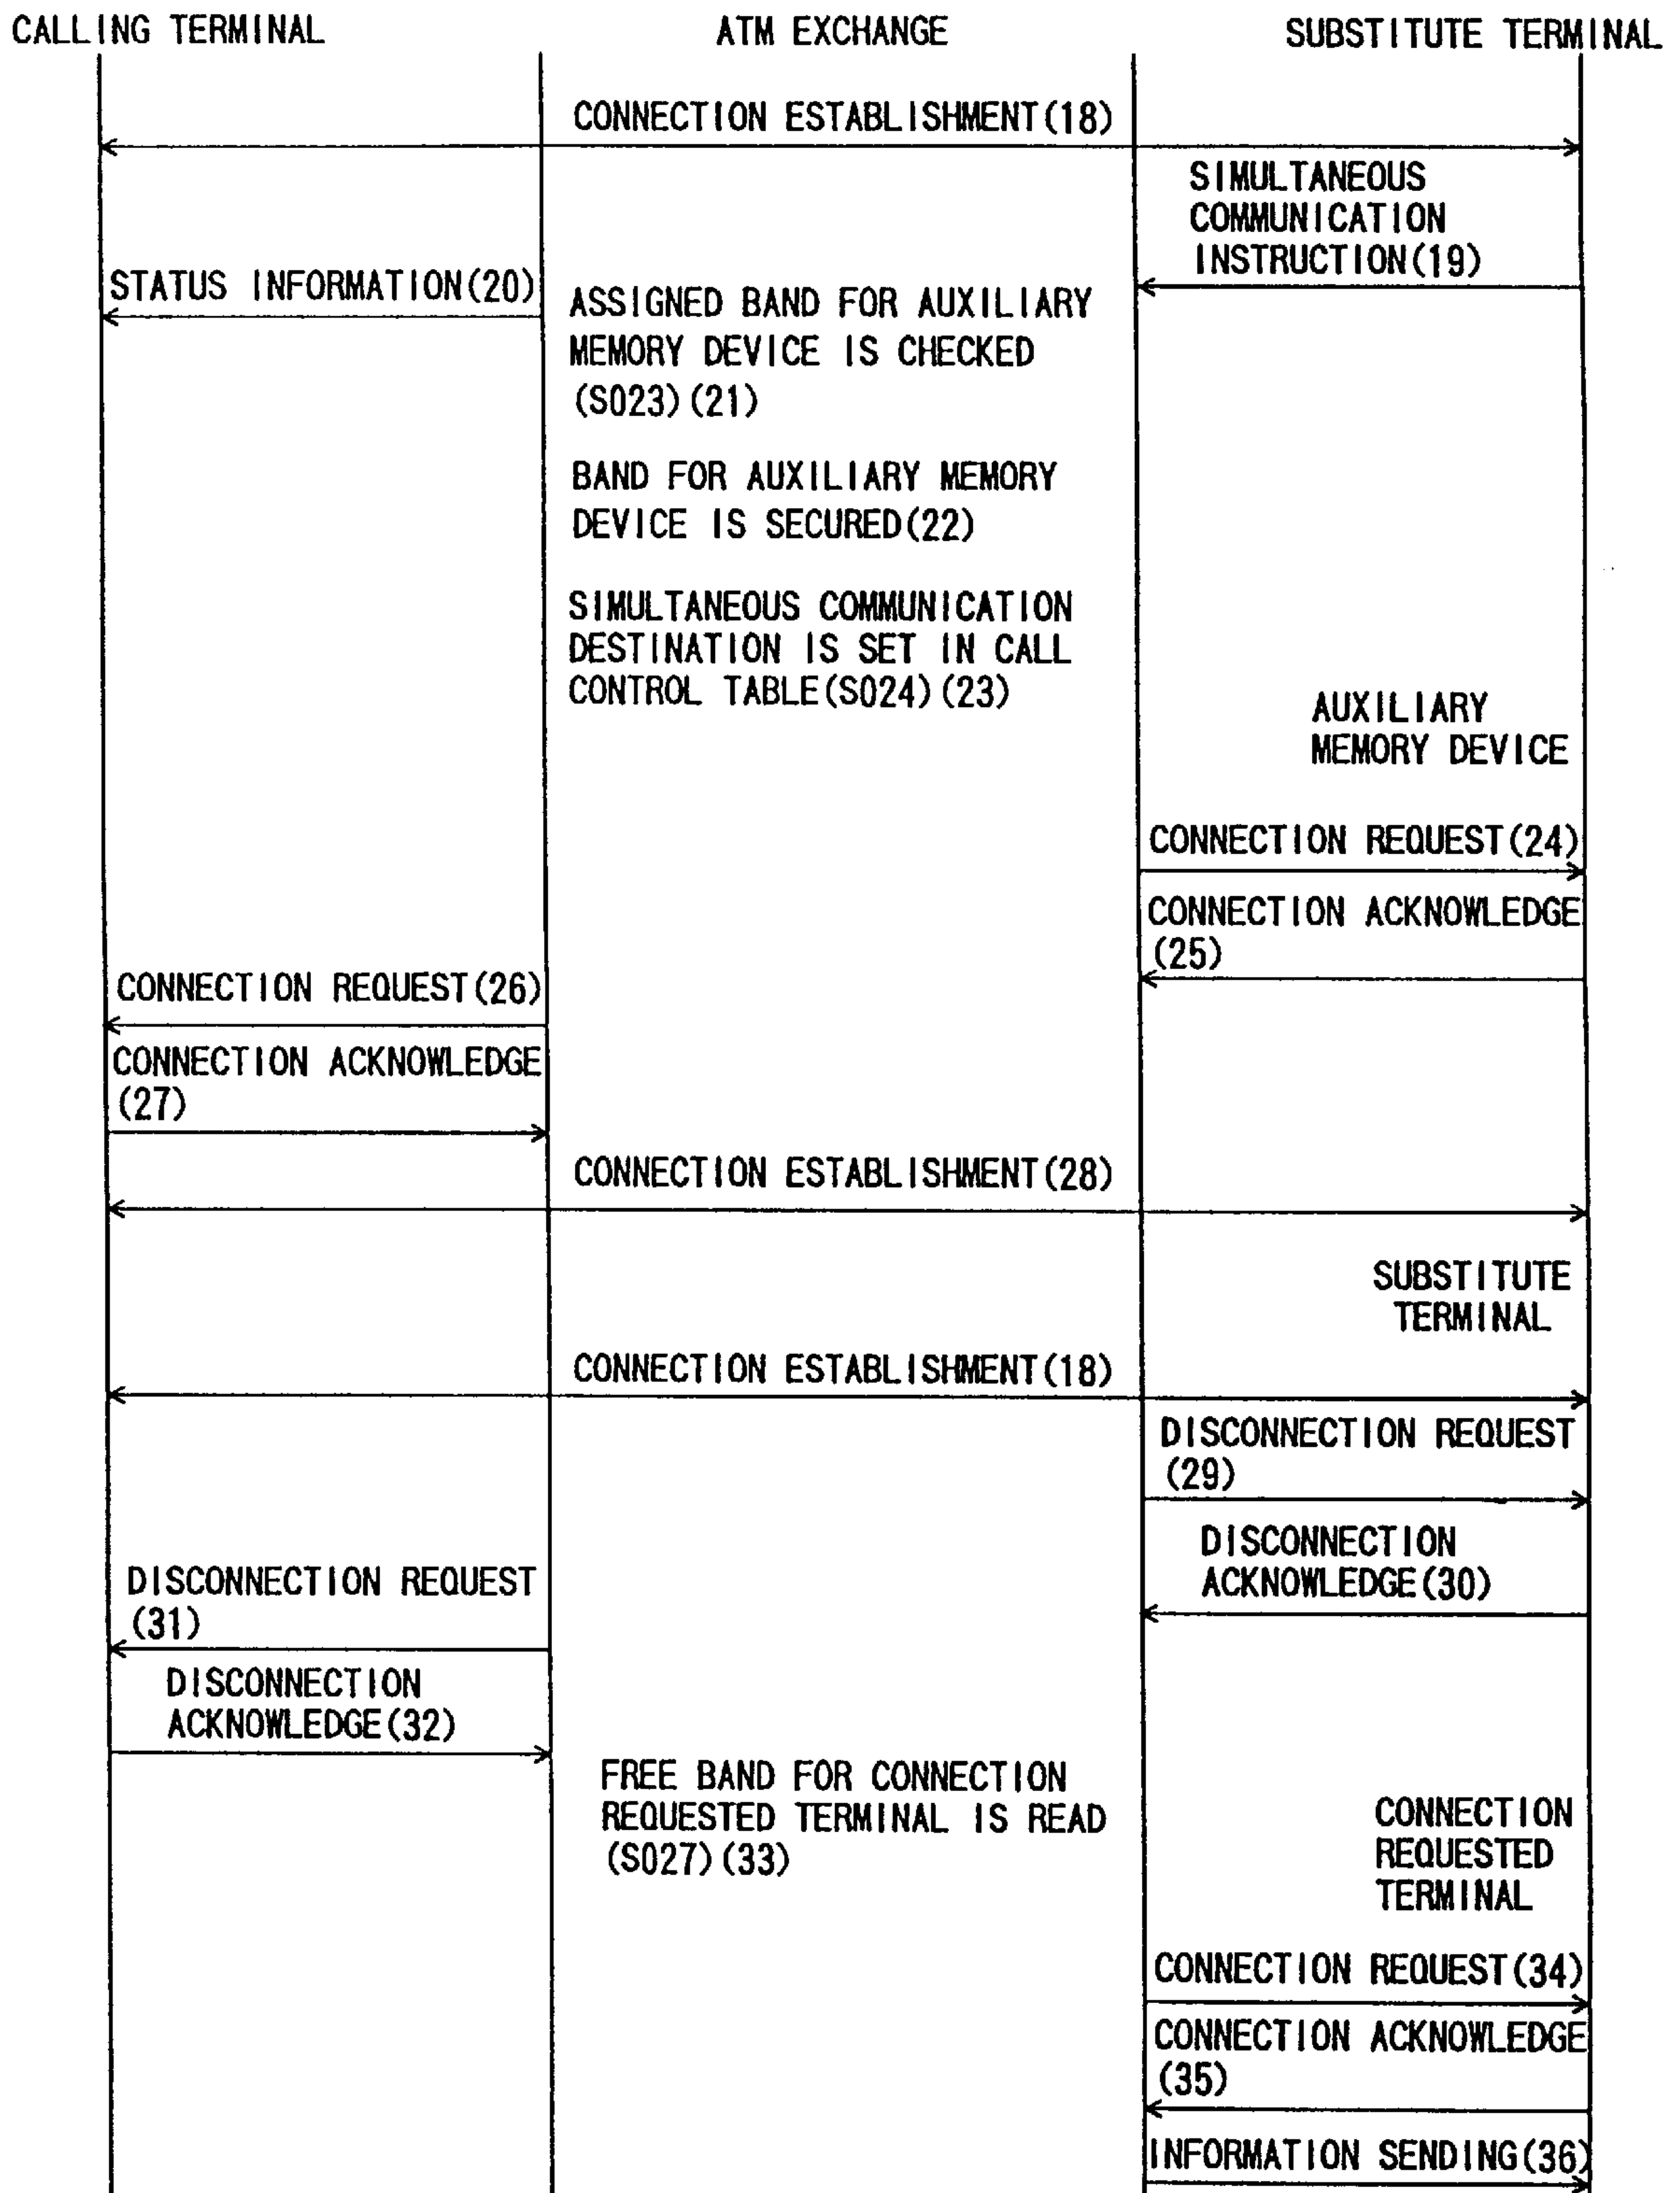 CALLING TERMINAL
ATM EXCHANGE
SUBSTITUTE TERMINAL
CONNECTION ESTABLISHMENT(18)
SIMULTANEOUS
COMMUNICATION
INSTRUCTION(19)
STATUS INFORMATION(20)
ASSIGNED BAND FOR AUXILIARY
MEMORY DEVICE IS CHECKED
(S023)(21)
BAND FOR AUXILIARY MEMORY
DEVICE IS SECURED(22)
SIMULTANEOUS COMMUNICATION
DESTINATION IS SET IN CALL
CONTROL TABLE(S024)(23)
AUXILIARY
MEMORY DEVICE
CONNECTION REQUEST(24)
CONNECTION ACKNOWLEDGE
(25)
CONNECTION REQUEST(26)
CONNECTION ACKNOWLEDGE
(27)
CONNECTION ESTABLISHMENT(28)
SUBSTITUTE
TERMINAL
CONNECTION ESTABLISHMENT(18)
DISCONNECTION REQUEST
(29)
DISCONNECTION
ACKNOWLEDGE(30)
DISCONNECTION REQUEST
(31)
DISCONNECTION
ACKNOWLEDGE(32)
FREE BAND FOR CONNECTION
REQUESTED TERMINAL IS READ
(S027)(33)
CONNECTION
REQUESTED
TERMINAL
CONNECTION REQUEST(34)
CONNECTION ACKNOWLEDGE
(35)
INFORMATION SENDING(36)